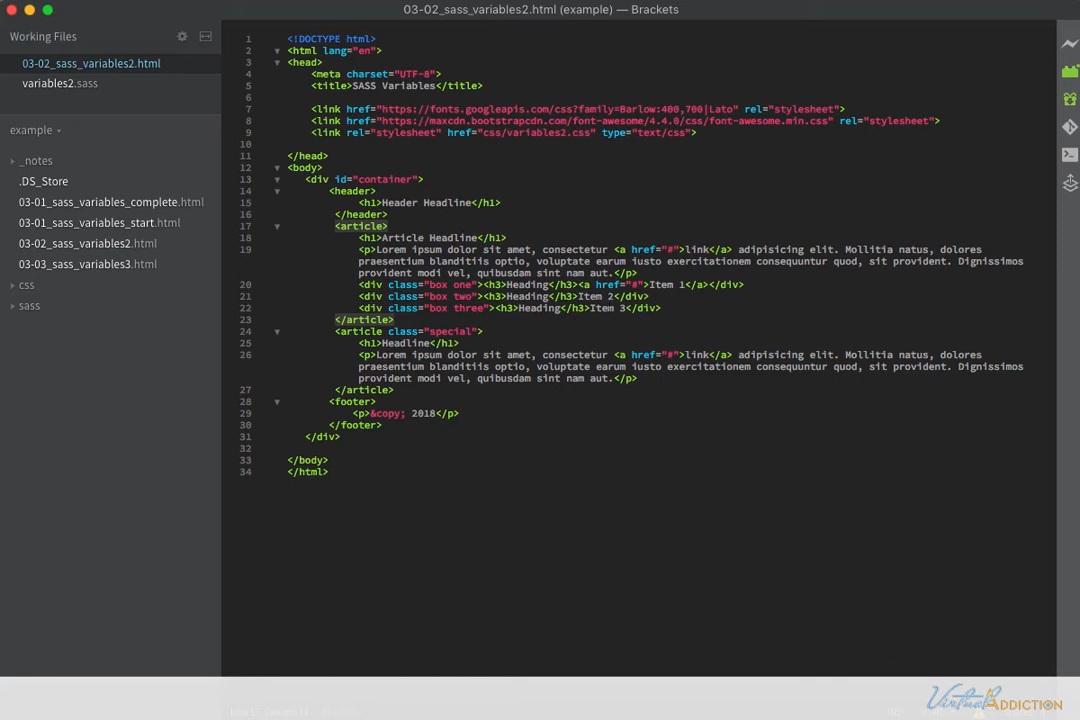 03-02_sass_variables2.html (example) — Brackets
Working Files
03-02_sass_variables2.html
variables2.sass
example
_notes
.DS_Store
03-01_sass_variables_complete.html
03-01_sass_variables_start.html
03-02_sass_variables2.html
03-03_sass_variables3.html
css
sass
1 <!DOCTYPE html>
2 <html lang="en">
3 <head>
4 <meta charset="UTF-8">
5 <title>SASS Variables</title>
6
7 <link href="https://fonts.googleapis.com/css?family=Barlow:400,700|Lato" rel="stylesheet">
8 <link href="https://maxcdn.bootstrapcdn.com/font-awesome/4.4.0/css/font-awesome.min.css" rel="stylesheet">
9 <link rel="stylesheet" href="css/variables2.css" type="text/css">
10
11 </head>
12 <body>
13 <div id="container">
14 <header>
15 <h1>Header Headline</h1>
16 </header>
17 <article>
18 <h1>Article Headline</h1>
19 <p>Lorem ipsum dolor sit amet, consectetur <a href="#">link</a> adipisicing elit. Mollitia natus, dolores
praesentium blanditiis optio, voluptate earum iusto exercitationem consequuntur quod, sit provident. Dignissimos
provident modi vel, quibusdam sint nam aut.</p>
20 <div class="box one"><h3>Heading</h3><a href="#">Item 1</a></div>
21 <div class="box two"><h3>Heading</h3>Item 2</div>
22 <div class="box three"><h3>Heading</h3>Item 3</div>
23 </article>
24 <article class="special">
25 <h1>Headline</h1>
26 <p>Lorem ipsum dolor sit amet, consectetur <a href="#">link</a> adipisicing elit. Mollitia natus, dolores
praesentium blanditiis optio, voluptate earum iusto exercitationem consequuntur quod, sit provident. Dignissimos
provident modi vel, quibusdam sint nam aut.</p>
27 </article>
28 <footer>
29 <p>&copy; 2018</p>
30 </footer>
31 </div>
32
33 </body>
34 </html>
Virtual ADDICTION